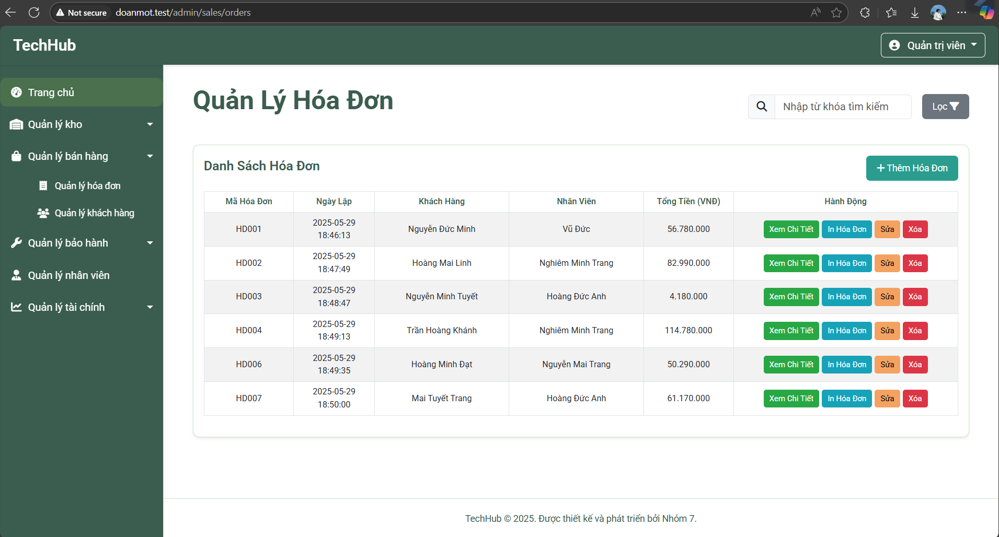 Not secure doanmot.test/admin/sales/orders
TechHub
Quản trị viên
Trang chủ
Quản lý kho
Quản lý bán hàng
Quản lý hóa đơn
Quản lý khách hàng
Quản lý bảo hành
Quản lý nhân viên
Quản lý tài chính
Quản Lý Hóa Đơn
Nhập từ khóa tìm kiếm
Lọc
Danh Sách Hóa Đơn
Thêm Hóa Đơn
Mã Hóa Đơn Ngày Lập Khách Hàng Nhân Viên Tổng Tiền (VNĐ) Hành Động
HD001 2025-05-29 18:46:13 Nguyễn Đức Minh Vũ Đức 56.780.000 Xem Chi Tiết In Hóa Đơn Sửa Xóa
HD002 2025-05-29 18:47:49 Hoàng Mai Linh Nghiêm Minh Trang 82.990.000 Xem Chi Tiết In Hóa Đơn Sửa Xóa
HD003 2025-05-29 18:48:47 Nguyễn Minh Tuyết Hoàng Đức Anh 4.180.000 Xem Chi Tiết In Hóa Đơn Sửa Xóa
HD004 2025-05-29 18:49:13 Trần Hoàng Khánh Nghiêm Minh Trang 114.780.000 Xem Chi Tiết In Hóa Đơn Sửa Xóa
HD006 2025-05-29 18:49:35 Hoàng Minh Đạt Nguyễn Mai Trang 50.290.000 Xem Chi Tiết In Hóa Đơn Sửa Xóa
HD007 2025-05-29 18:50:00 Mai Tuyết Trang Hoàng Đức Anh 61.170.000 Xem Chi Tiết In Hóa Đơn Sửa Xóa
TechHub © 2025. Được thiết kế và phát triển bởi Nhóm 7.